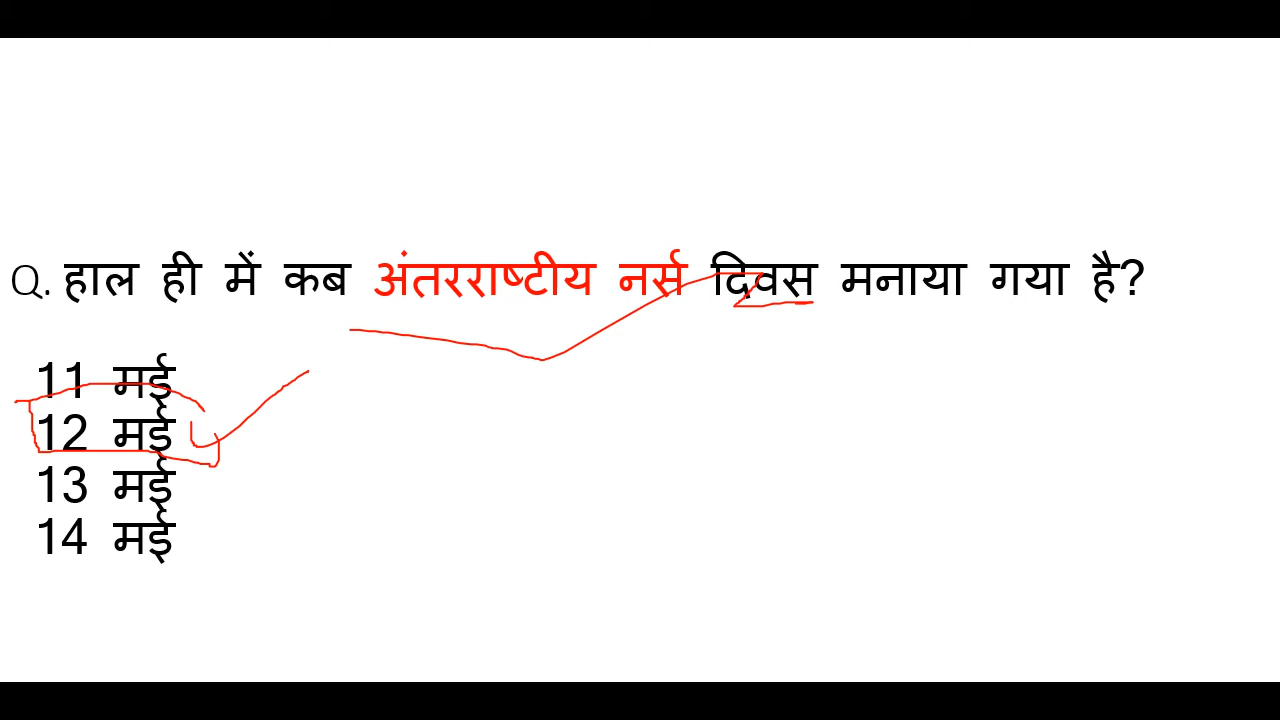 Q. हाल ही में कब अंतरराष्टीय नर्स दिवस मनाया गया है?
11 मई
12 मई
13 मई
14 मई